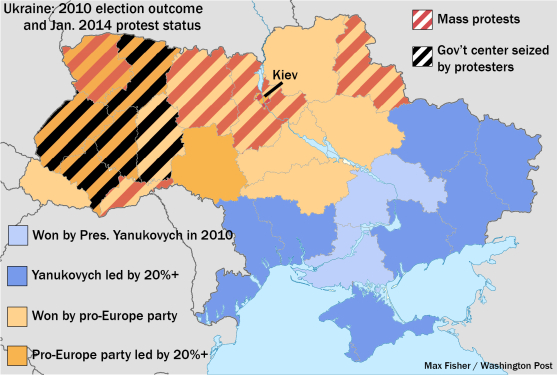 Ukraine: 2010 election outcome
and Jan. 2014 protest status
Mass protests
Gov't center seized
by protesters
Kiev
Won by Pres. Yanukovych in 2010
Yanukovych led by 20%+
Won by pro-Europe party
Pro-Europe party led by 20%+
Max Fisher / Washington Post